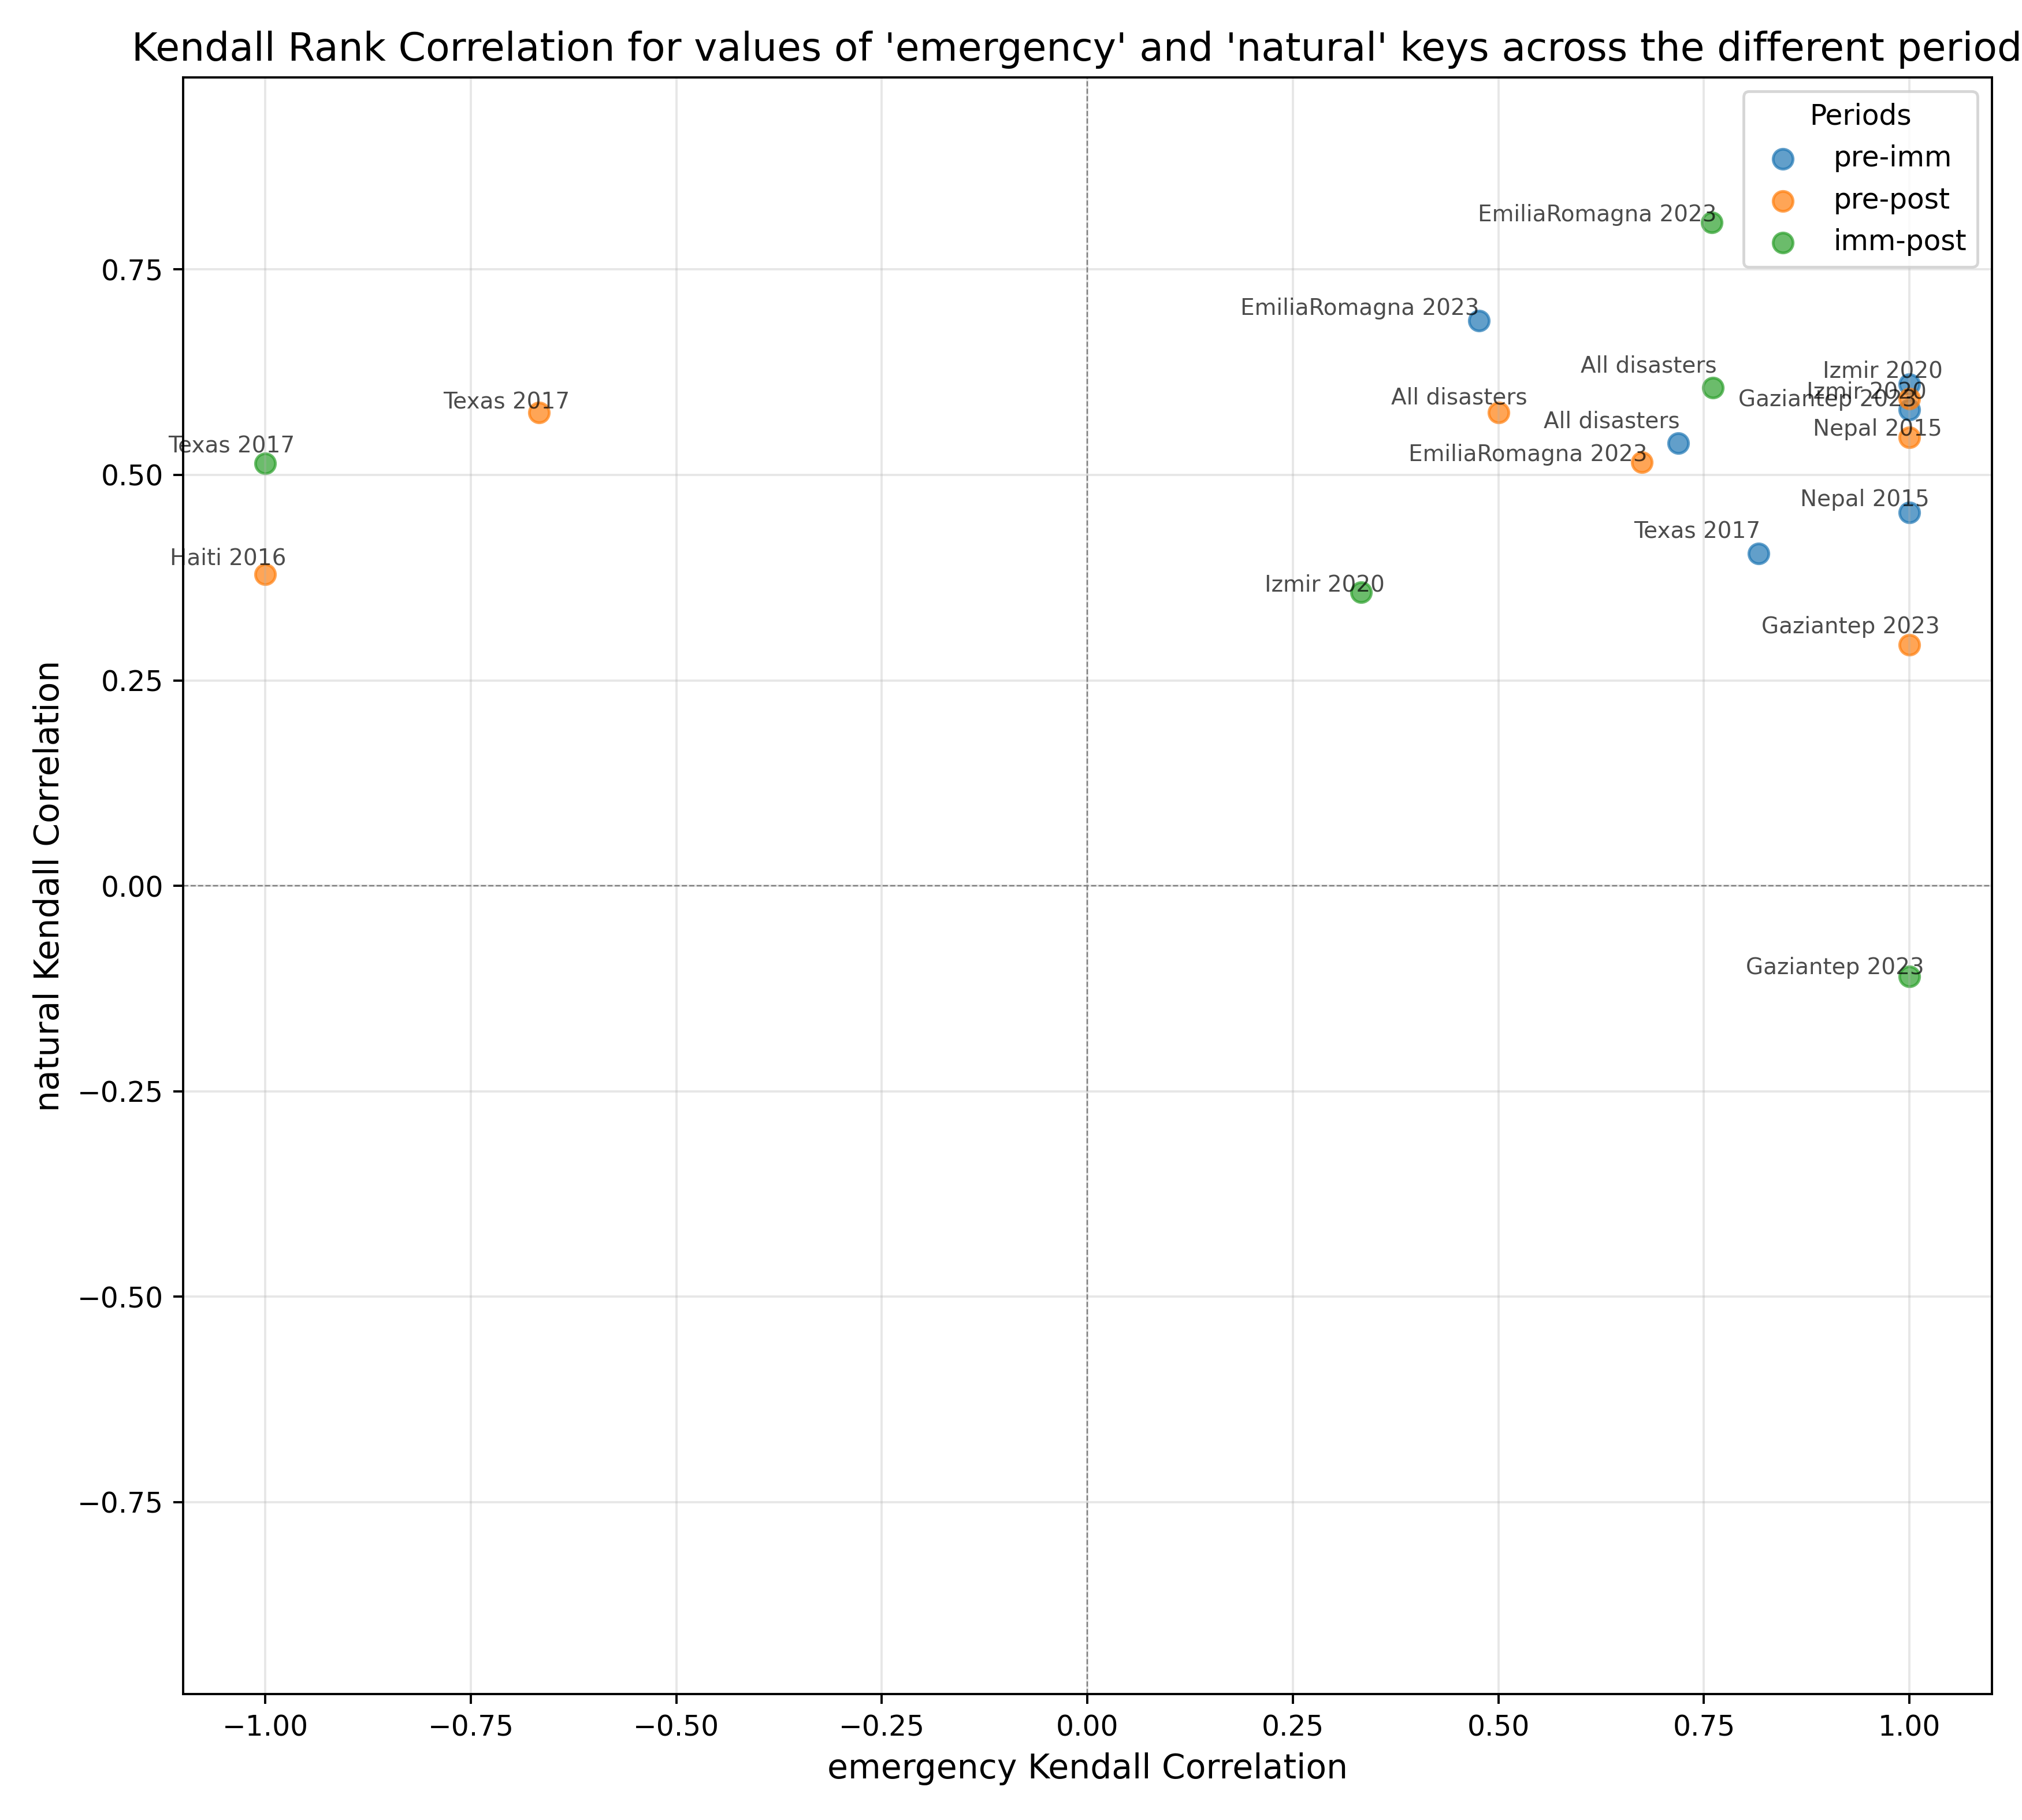 Kendall Rank Correlation for values of 'emergency' and 'natural' keys across the different period
Periods
pre-imm
pre-post
imm-post
EmiliaRomagna 2023
EmiliaRomagna 2023
All disasters
Izmir 2020
Izmir 2020
Gaziantep 2023
All disasters
Texas 2017
All disasters
Nepal 2015
Texas 2017
EmiliaRomagna 2023
Nepal 2015
Texas 2017
Haiti 2016
Izmir 2020
Gaziantep 2023
Gaziantep 2023
natural Kendall Correlation
0.75
0.50
0.25
0.00
−0.25
−0.50
−0.75
−1.00
−0.75
−0.50
−0.25
0.00
0.25
0.50
0.75
1.00
emergency Kendall Correlation